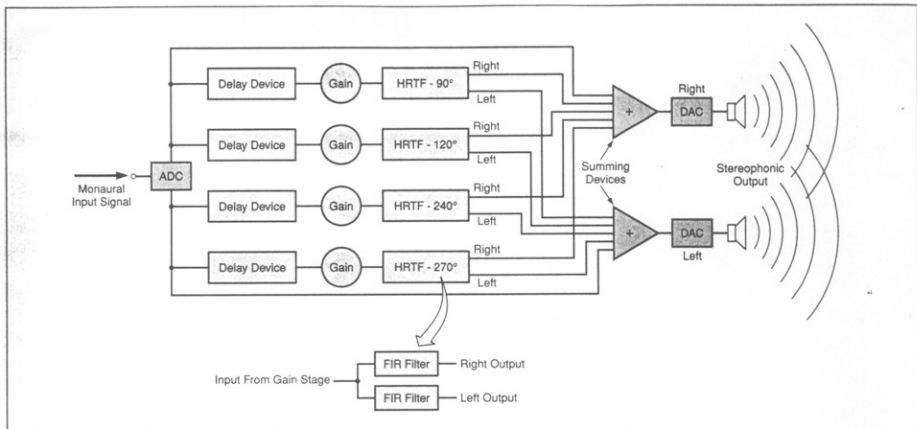 Right
Delay Device
Gain
HRTF - 90°
Left
Right
DAC
Right
Delay Device
Gain
HRTF - 120°
Left
+
Monaural
Input Signal
ADC
Summing
Devices
Stereophonic
Output
Right
Delay Device
Gain
HRTF - 240°
Left
+
DAC
Left
Right
Delay Device
Gain
HRTF - 270°
Left
FIR Filter
Right Output
Input From Gain Stage
FIR Filter
Left Output